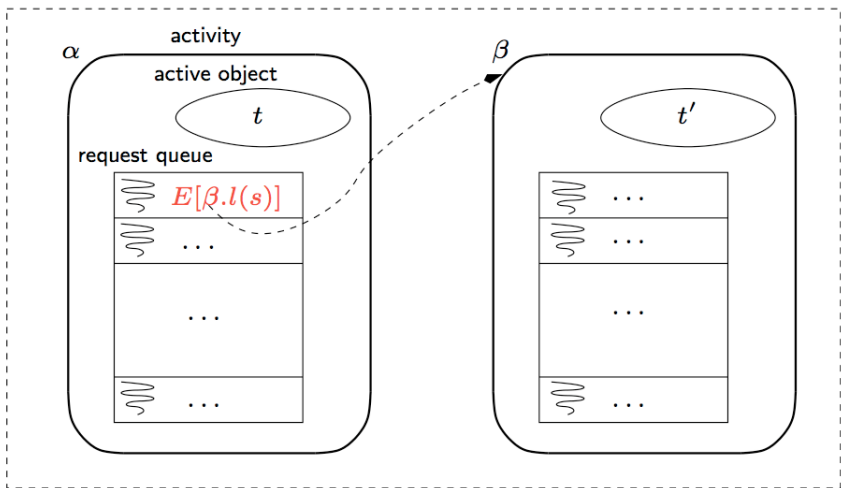 activity
α
β
active object
t
t′
request queue
E[β.l(s)]
...
...
...
...
...
...
...